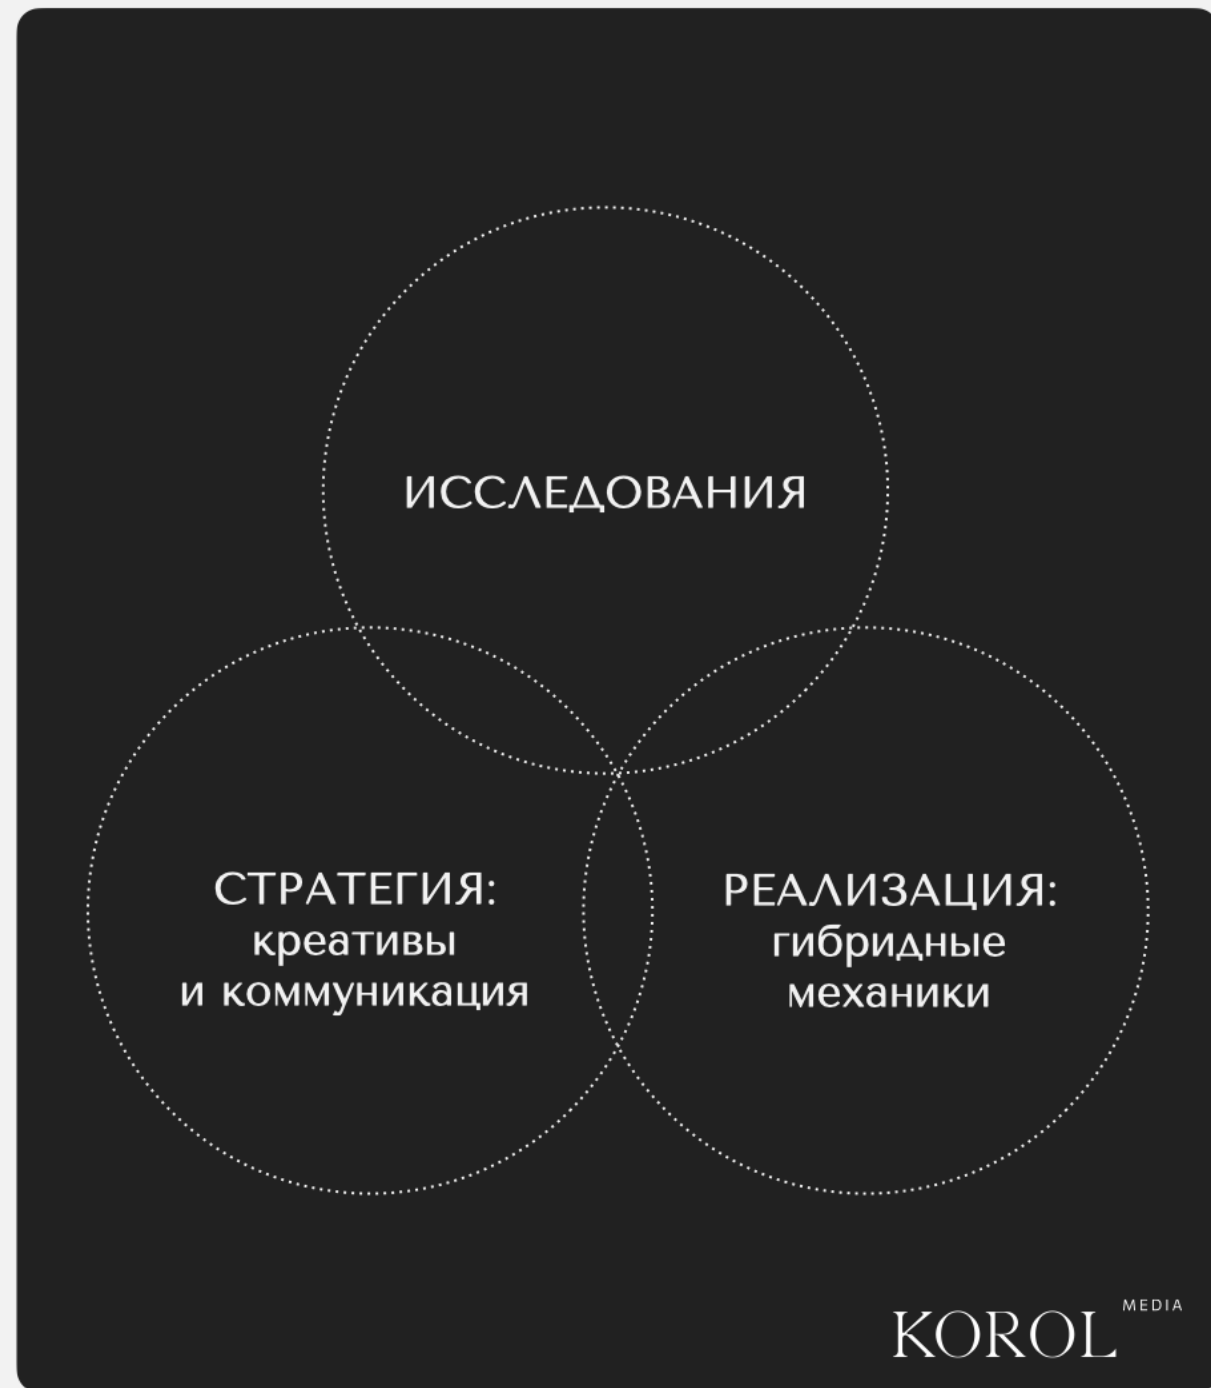 ИССЛЕДОВАНИЯ
СТРАТЕГИЯ:
креативы
и коммуникация
РЕАЛИЗАЦИЯ:
гибридные
механики
KOROL MEDIA